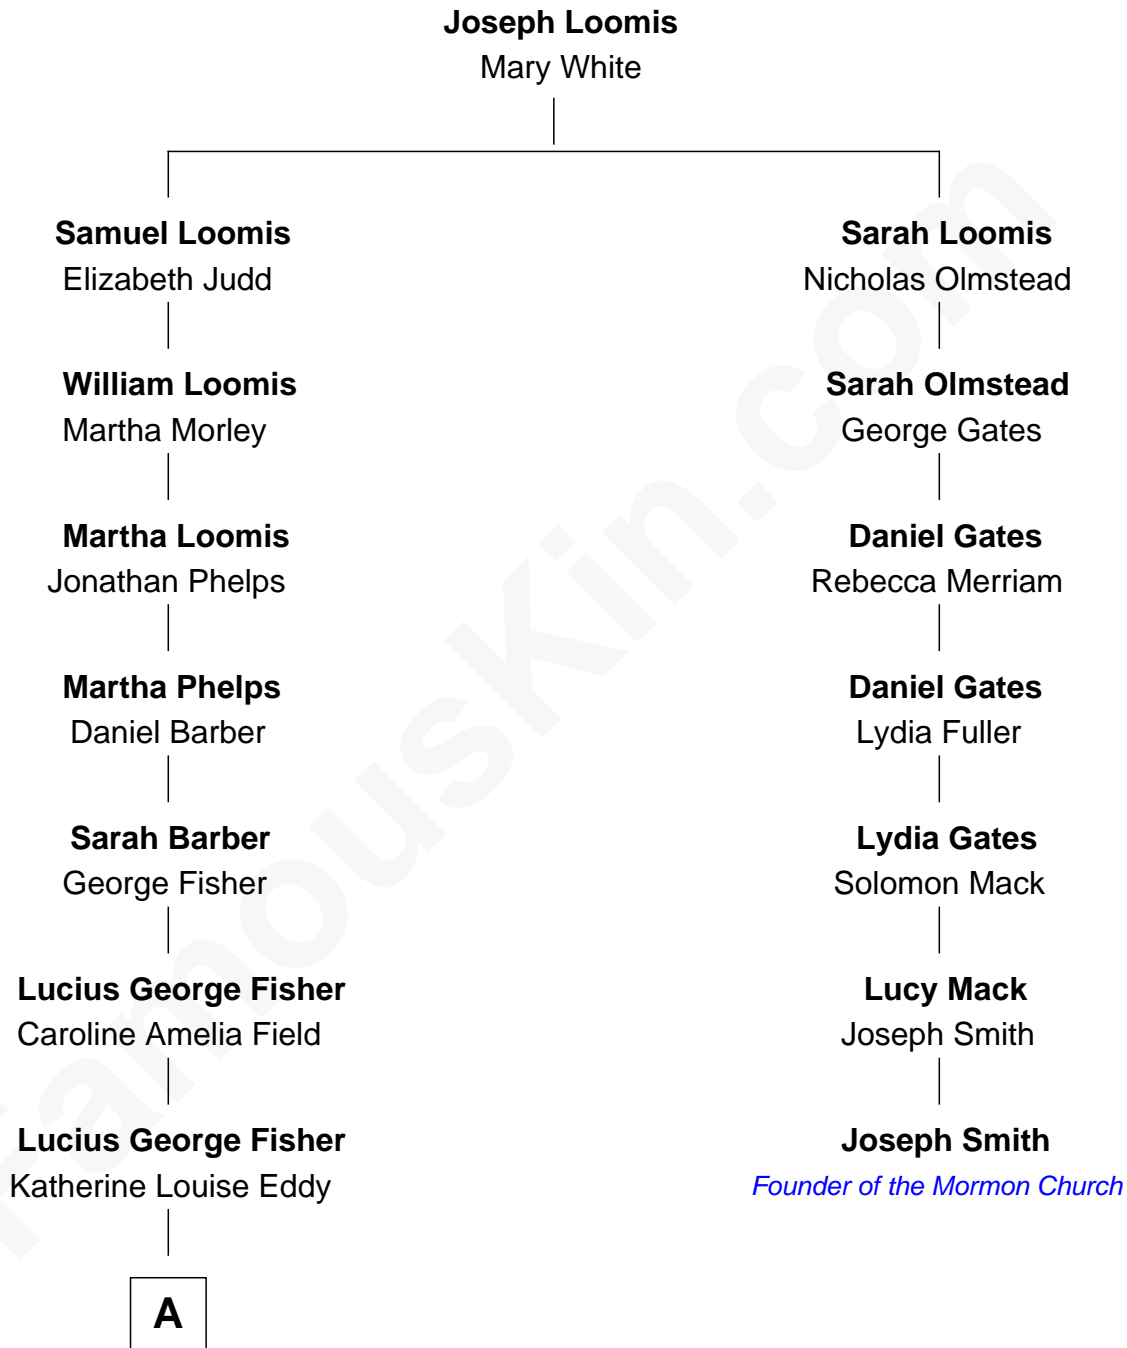 Joseph Loomis
Mary White
Samuel Loomis
Elizabeth Judd
William Loomis
Martha Morley
Martha Loomis
Jonathan Phelps
Martha Phelps
Daniel Barber
Sarah Barber
George Fisher
Lucius George Fisher
Caroline Amelia Field
Lucius George Fisher
Katherine Louise Eddy
A
Sarah Loomis
Nicholas Olmstead
Sarah Olmstead
George Gates
Daniel Gates
Rebecca Merriam
Daniel Gates
Lydia Fuller
Lydia Gates
Solomon Mack
Lucy Mack
Joseph Smith
Joseph Smith
Founder of the Mormon Church
FamousKin.com